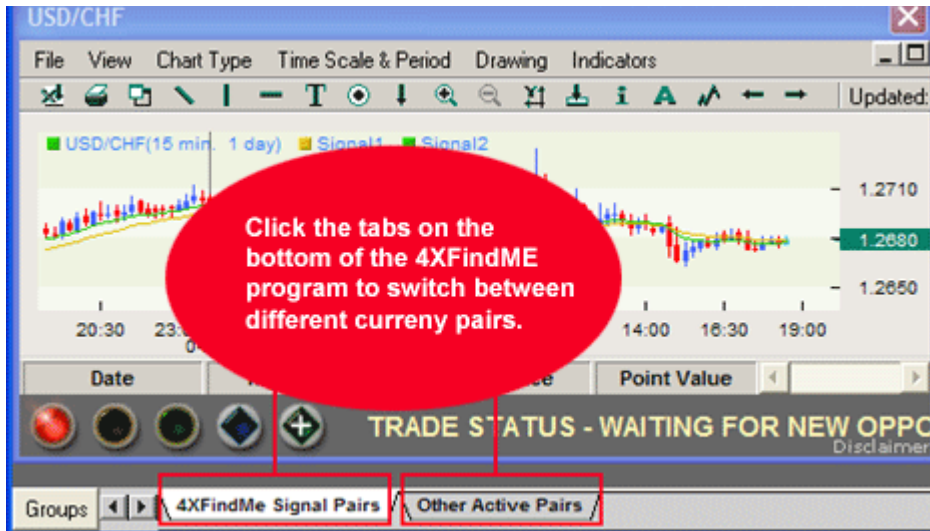 USD/CHF
File View Chart Type Time Scale & Period Drawing Indicators
T i A Updated:
USD/CHF(15 min. 1 day) Signal1 Signal2
1.2710
1.2680
1.2650
Click the tabs on the
bottom of the 4XFindME
program to switch between
different curreny pairs.
20:30 14:00 16:30 19:00
Date Point Value
TRADE STATUS - WAITING FOR NEW OPPO
Disclaimer
Groups 4XFindMe Signal Pairs Other Active Pairs